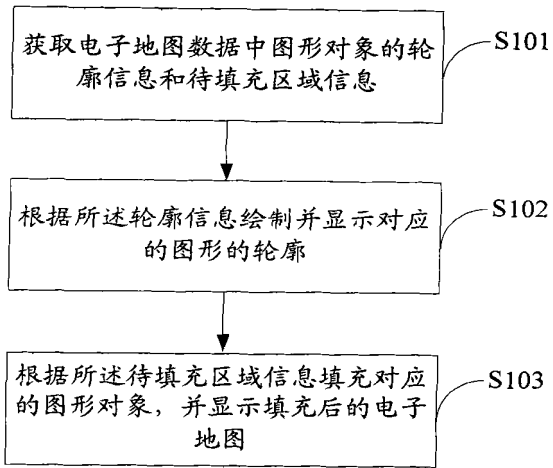 获取电子地图数据中图形对象的轮
廓信息和待填充区域信息
S101
根据所述轮廓信息绘制并显示对应
的图形的轮廓
S102
根据所述待填充区域信息填充对应
的图形对象，并显示填充后的电子
地图
S103